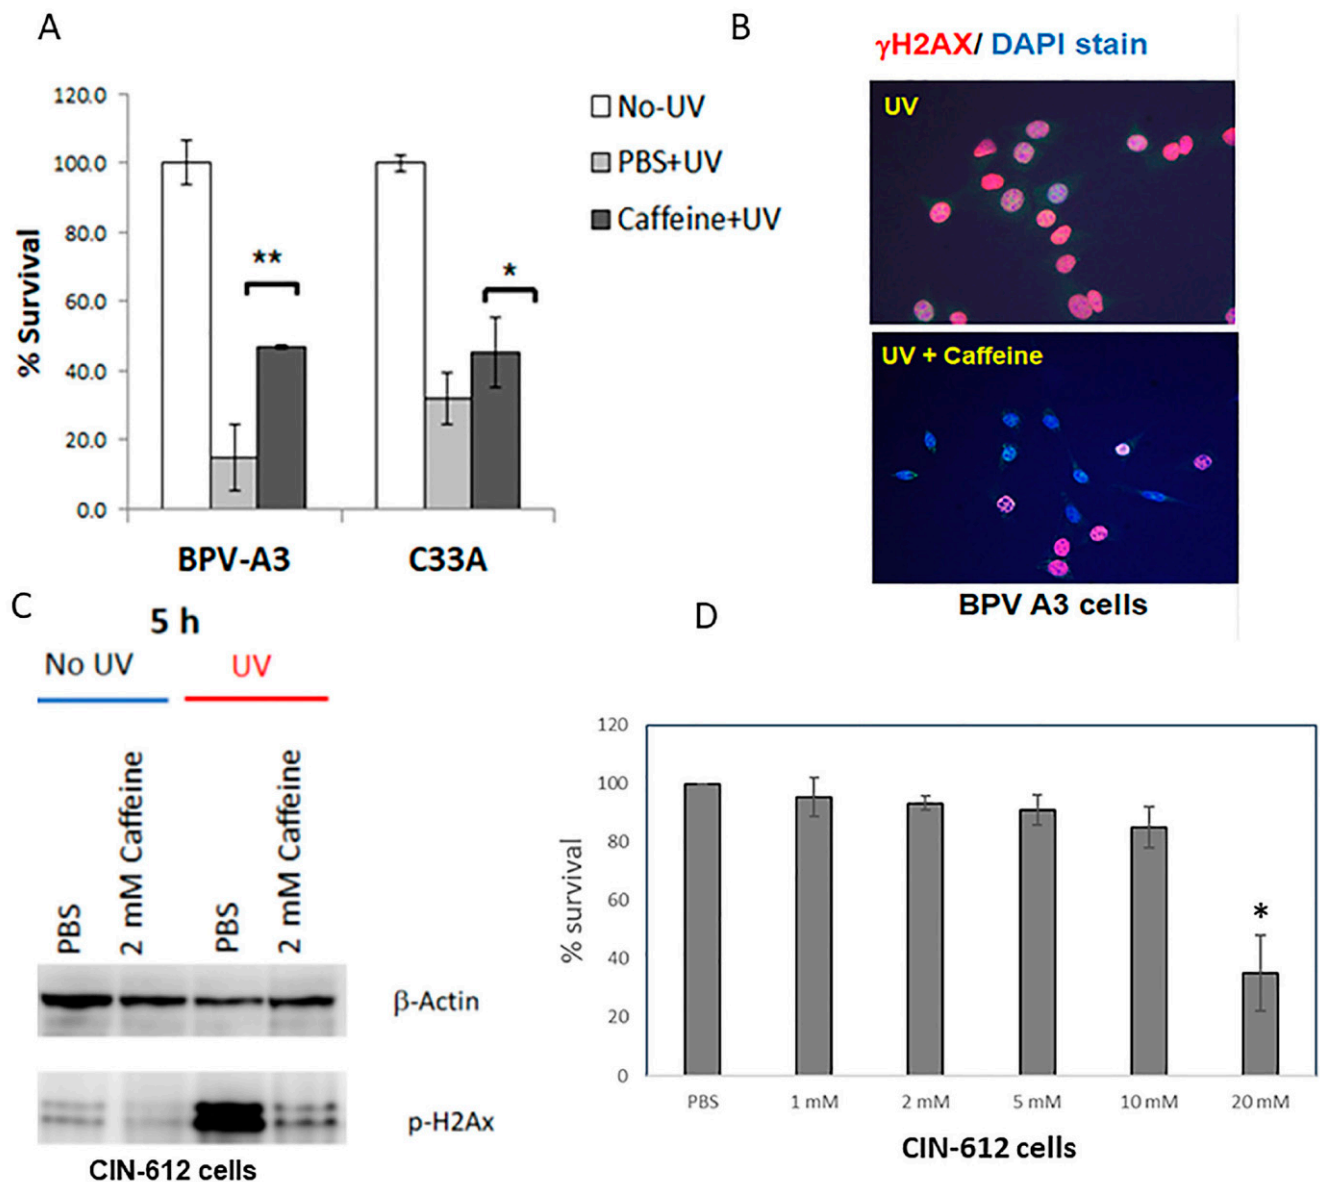 A
120.0
100.0
80.0
60.0
40.0
20.0
0.0
% Survival
**
*
BPV-A3
C33A
No-UV
PBS+UV
Caffeine+UV
B
γH2AX/ DAPI stain
UV
UV + Caffeine
BPV A3 cells
C
5 h
No UV
UV
PBS
2 mM Caffeine
PBS
2 mM Caffeine
β-Actin
p-H2Ax
CIN-612 cells
D
120
100
80
60
40
20
0
% survival
*
PBS
1 mM
2 mM
5 mM
10 mM
20 mM
CIN-612 cells